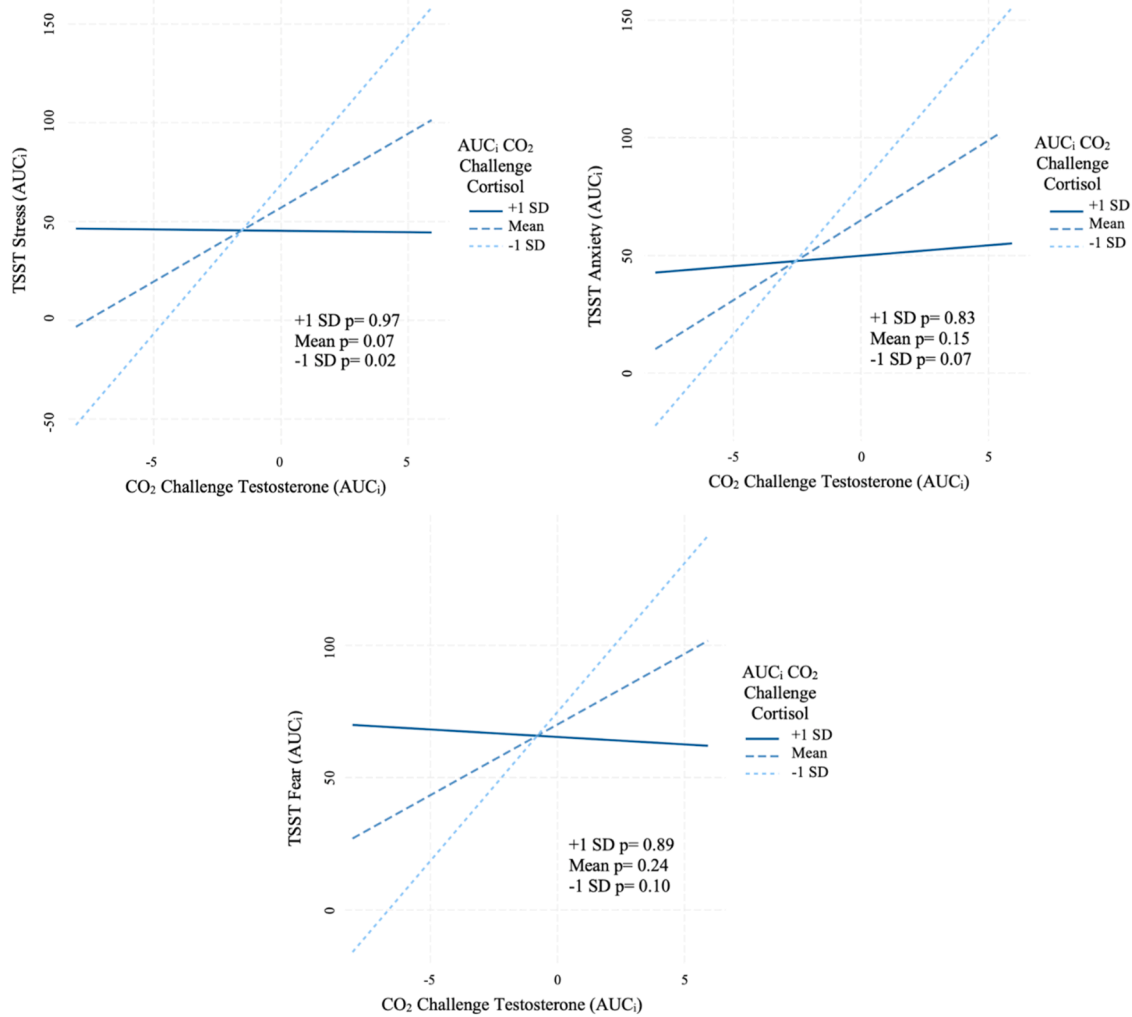 150
100
50
0
-50
TSST Stress (AUCᵢ)
-5
0
5
CO₂ Challenge Testosterone (AUCᵢ)
+1 SD p= 0.97
Mean p= 0.07
-1 SD p= 0.02
AUCᵢ CO₂
Challenge
Cortisol
+1 SD
Mean
-1 SD
150
100
50
0
TSST Anxiety (AUCᵢ)
-5
0
5
CO₂ Challenge Testosterone (AUCᵢ)
+1 SD p= 0.83
Mean p= 0.15
-1 SD p= 0.07
AUCᵢ CO₂
Challenge
Cortisol
+1 SD
Mean
-1 SD
100
50
0
TSST Fear (AUCᵢ)
-5
0
5
CO₂ Challenge Testosterone (AUCᵢ)
+1 SD p= 0.89
Mean p= 0.24
-1 SD p= 0.10
AUCᵢ CO₂
Challenge
Cortisol
+1 SD
Mean
-1 SD